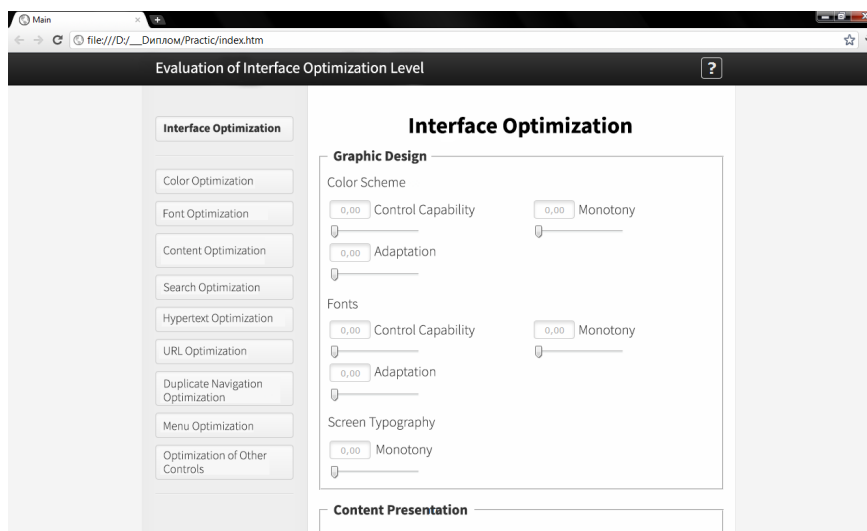 Main
file:///D:/__Диплом/Practic/index.htm
Evaluation of Interface Optimization Level
?
Interface Optimization
Color Optimization
Font Optimization
Content Optimization
Search Optimization
Hypertext Optimization
URL Optimization
Duplicate Navigation
Optimization
Menu Optimization
Optimization of Other
Controls
Interface Optimization
Graphic Design
Color Scheme
0,00 Control Capability 0,00 Monotony
0,00 Adaptation
Fonts
0,00 Control Capability 0,00 Monotony
0,00 Adaptation
Screen Typography
0,00 Monotony
Content Presentation